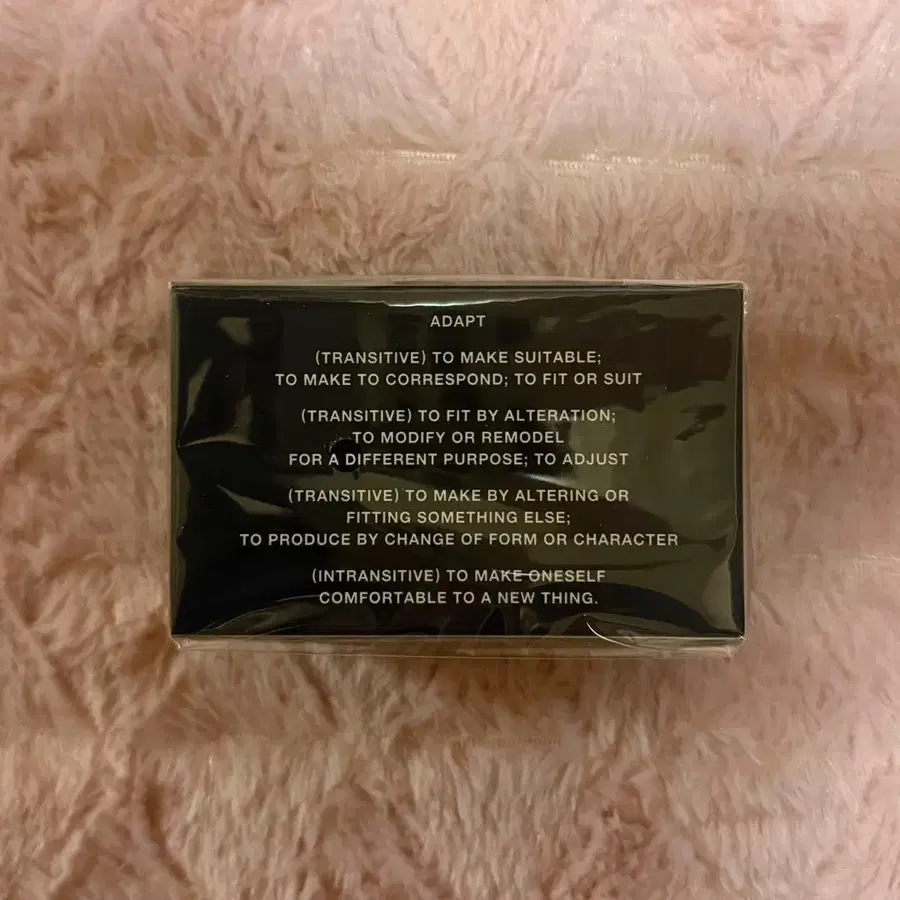 ADAPT
(TRANSITIVE) TO MAKE SUITABLE;
TO MAKE TO CORRESPOND; TO FIT OR SUIT
(TRANSITIVE) TO FIT BY ALTERATION;
TO MODIFY OR REMODEL
FOR A DIFFERENT PURPOSE; TO ADJUST
(TRANSITIVE) TO MAKE BY ALTERING OR
FITTING SOMETHING ELSE;
TO PRODUCE BY CHANGE OF FORM OR CHARACTER
(INTRANSITIVE) TO MAKE ONESELF
COMFORTABLE TO A NEW THING.